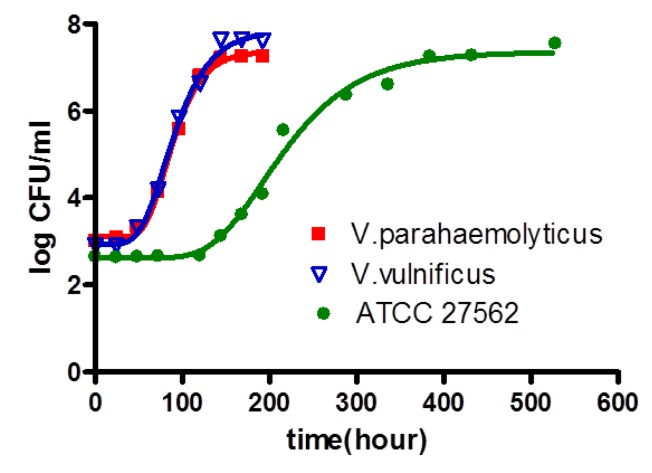 8
6
4
2
0
log CFU/ml
V.parahaemolyticus
V.vulnificus
ATCC 27562
0 100 200 300 400 500 600
time(hour)